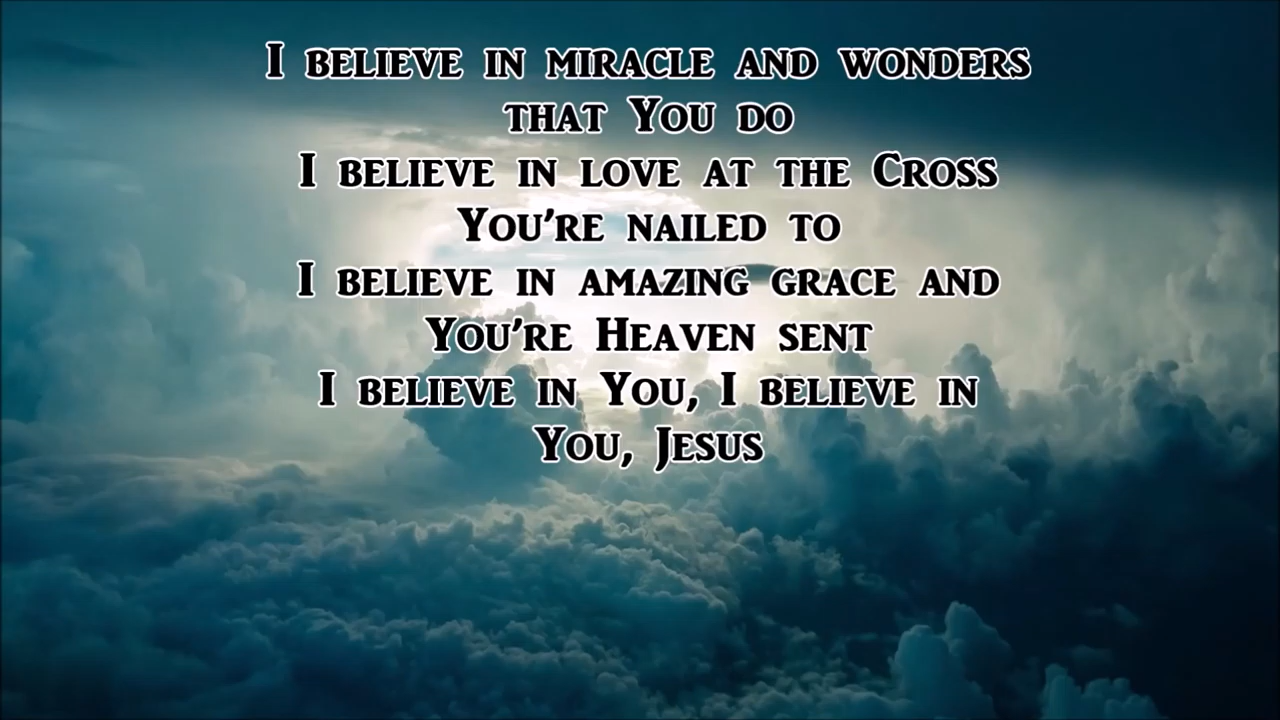 I believe in miracle and wonders
that You do
I believe in love at the Cross
You're nailed to
I believe in amazing grace and
You're Heaven sent
I believe in You, I believe in
You, Jesus